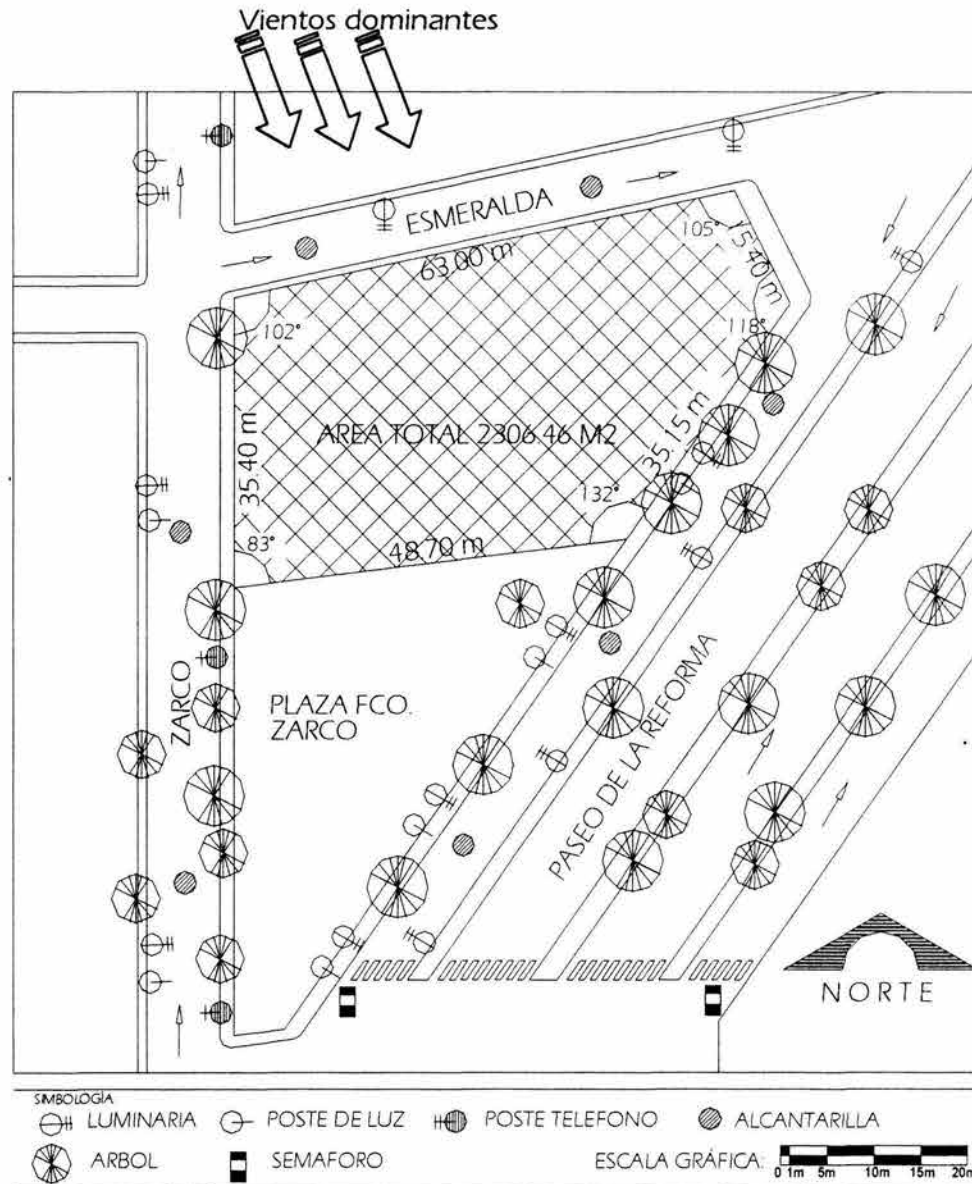 Vientos dominantes
ESMERALDA
63.00 m
105°
15.40 m
118°
102°
35.40 m
AREA TOTAL 2306.46 M2
35.15 m
132°
83°
48.70 m
ZARCO
PLAZA FCO.
ZARCO
PASEO DE LA REFORMA
NORTE
SIMBOLOGÍA
LUMINARIA
POSTE DE LUZ
POSTE TELEFONO
ALCANTARILLA
ARBOL
SEMAFORO
ESCALA GRÁFICA:
0 1m 5m 10m 15m 20m